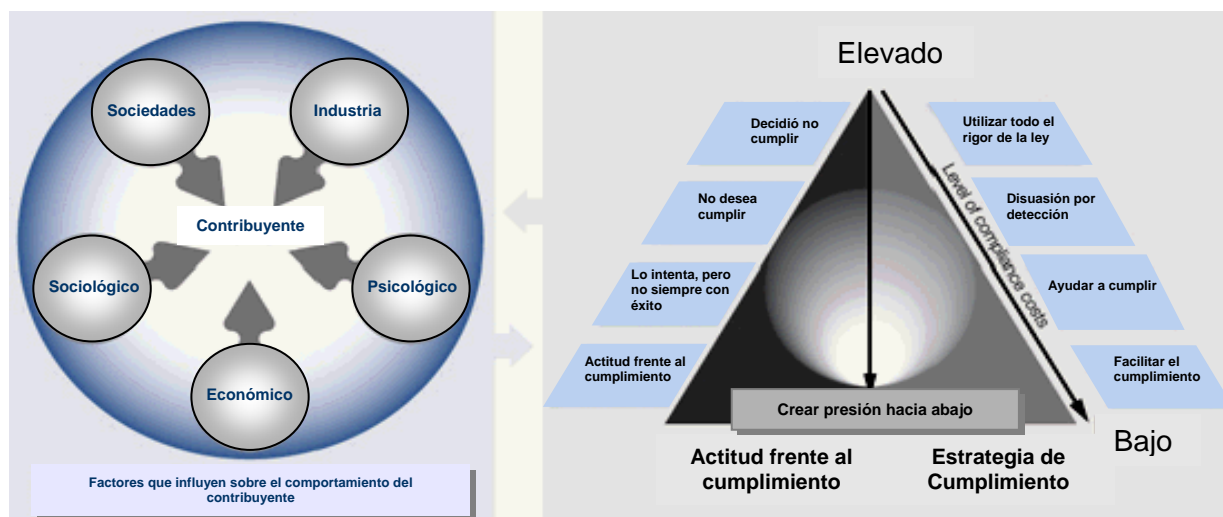 Sociedades
Industria
Contribuyente
Sociológico
Psicológico
Económico
Factores que influyen sobre el comportamiento del
contribuyente
Elevado
Decidió no
cumplir
Utilizar todo el
rigor de la ley
No desea
cumplir
Disuasión por
detección
Level of compliance costs
Lo intenta, pero
no siempre con
éxito
Ayudar a cumplir
Actitud frente al
cumplimiento
Facilitar el
cumplimiento
Crear presión hacia abajo
Bajo
Actitud frente al
cumplimiento
Estrategia de
Cumplimiento